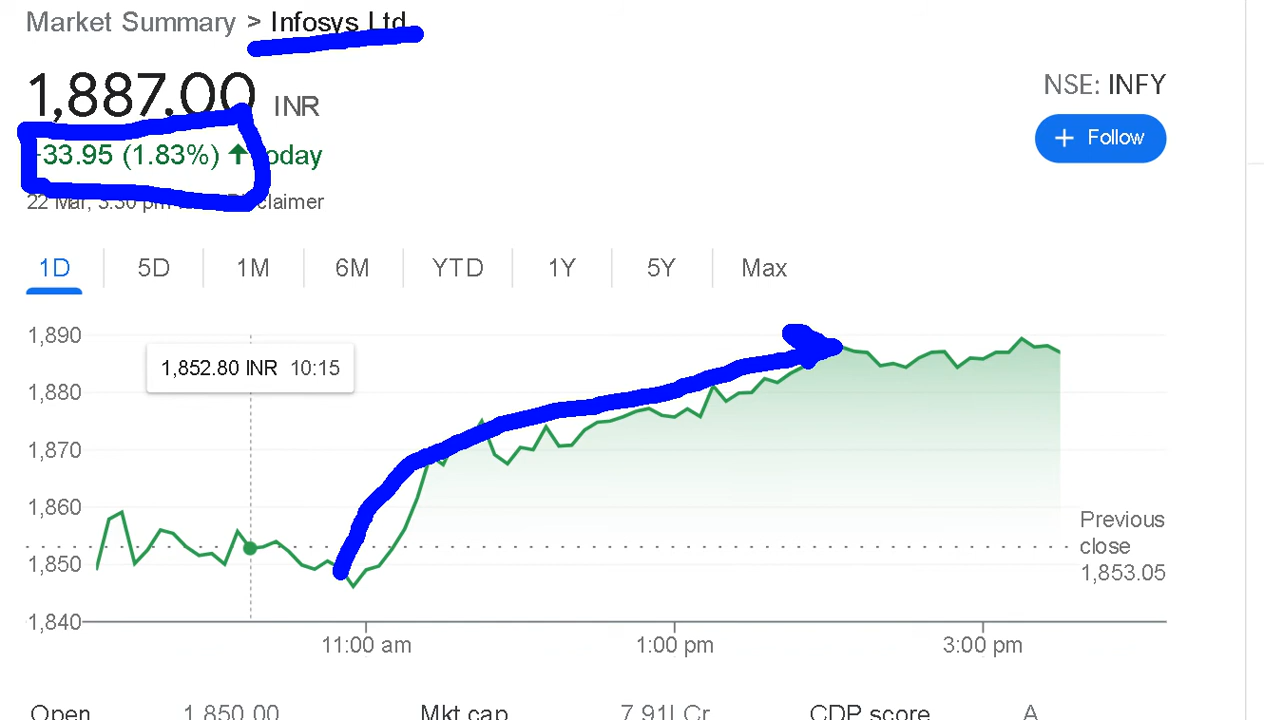 Market Summary > Infosys Ltd
1,887.00 INR
NSE: INFY
+ Follow
33.95 (1.83%) ↑ today
22 Mar, 3:30 pm Disclaimer
1D 5D 1M 6M YTD 1Y 5Y Max
1,890
1,852.80 INR 10:15
1,880
1,870
1,860
Previous
close
1,853.05
1,850
1,840
11:00 am 1:00 pm 3:00 pm
Open 1,850.00 Mkt cap 7.91L Cr CDP score A